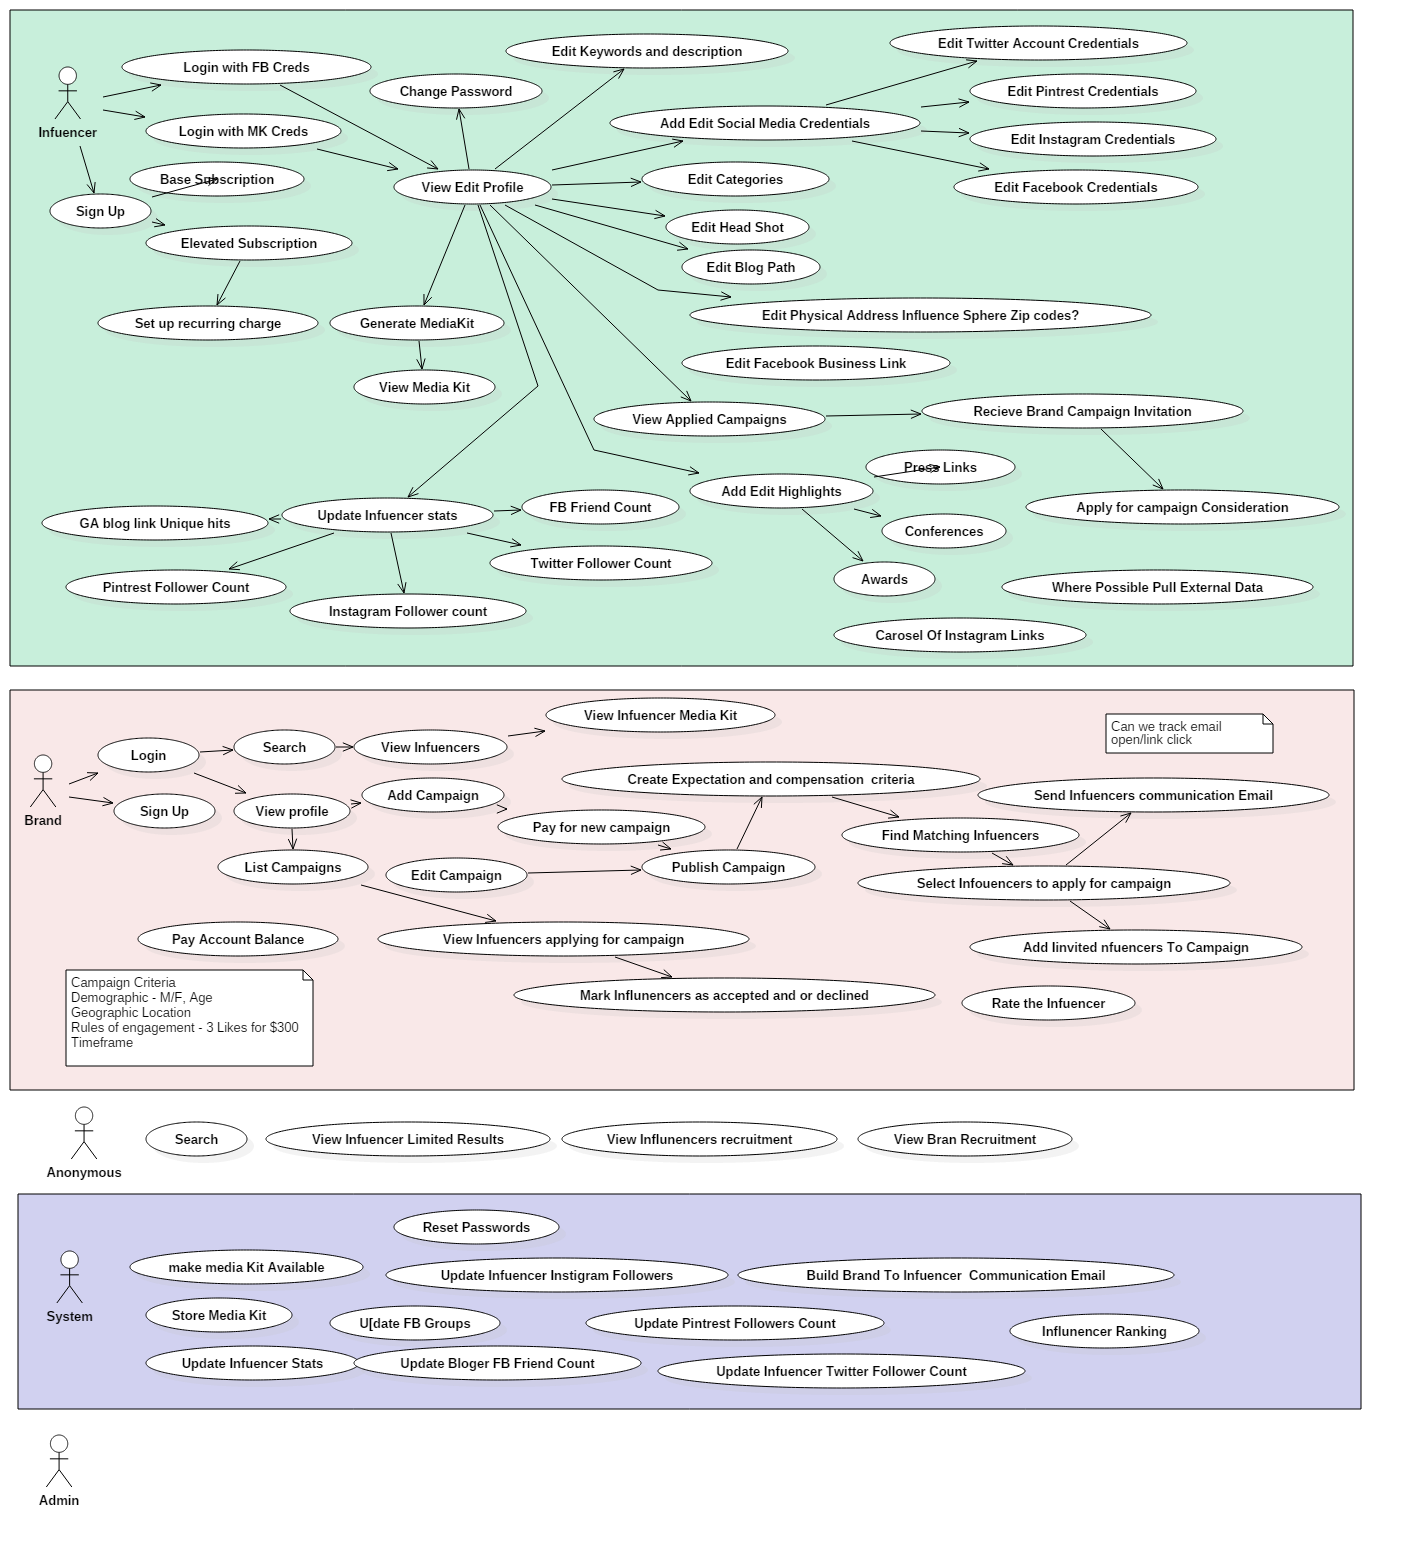 Edit Twitter Account Credentials
Edit Keywords and description
Login with FB Creds
Change Password
Edit Pintrest Credentials
Add Edit Social Media Credentials
Infuencer
Login with MK Creds
Edit Instagram Credentials
Base Subscription
View Edit Profile
Edit Categories
Edit Facebook Credentials
Sign Up
Edit Head Shot
Elevated Subscription
Edit Blog Path
Set up recurring charge
Generate MediaKit
Edit Physical Address Influence Sphere Zip codes?
Edit Facebook Business Link
View Media Kit
View Applied Campaigns
Recieve Brand Campaign Invitation
Press Links
Add Edit Highlights
FB Friend Count
Apply for campaign Consideration
GA blog link Unique hits
Update Infuencer stats
Conferences
Twitter Follower Count
Awards
Pintrest Follower Count
Where Possible Pull External Data
Instagram Follower count
Carosel Of Instagram Links
View Infuencer Media Kit
Can we track email
open/link click
Login
Search
View Infuencers
Create Expectation and compensation  criteria
Add Campaign
Send Infuencers communication Email
Brand
Sign Up
View profile
Pay for new campaign
Find Matching Infuencers
List Campaigns
Edit Campaign
Publish Campaign
Select Infouencers to apply for campaign
Pay Account Balance
View Infuencers applying for campaign
Add Iinvited nfuencers To Campaign
Campaign Criteria
Demographic - M/F, Age
Geographic Location
Rules of engagement - 3 Likes for $300
Timeframe
Mark Influnencers as accepted and or declined
Rate the Infuencer
Anonymous
Search
View Infuencer Limited Results
View Influnencers recruitment
View Bran Recruitment
Reset Passwords
make media Kit Available
Update Infuencer Instigram Followers
Build Brand To Infuencer  Communication Email
System
Store Media Kit
U[date FB Groups
Update Pintrest Followers Count
Influnencer Ranking
Update Infuencer Stats
Update Bloger FB Friend Count
Update Infuencer Twitter Follower Count
Admin